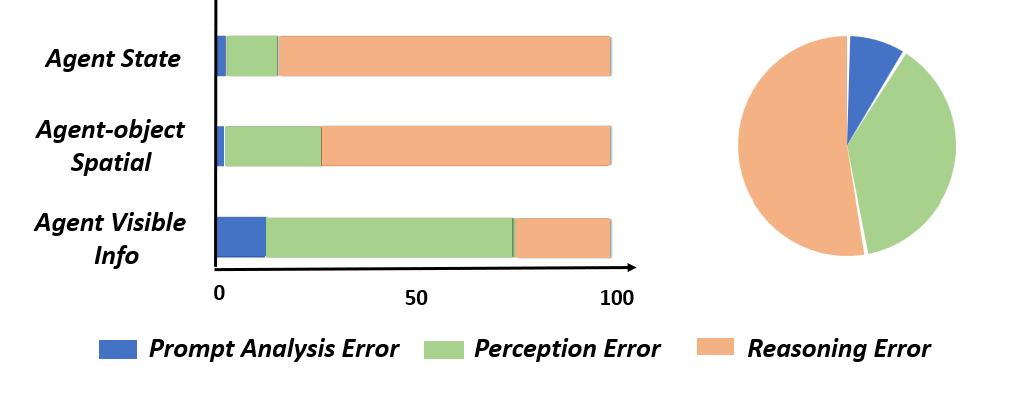 Agent State
Agent-object
Spatial
Agent Visible
Info
0
50
100
Prompt Analysis Error
Perception Error
Reasoning Error